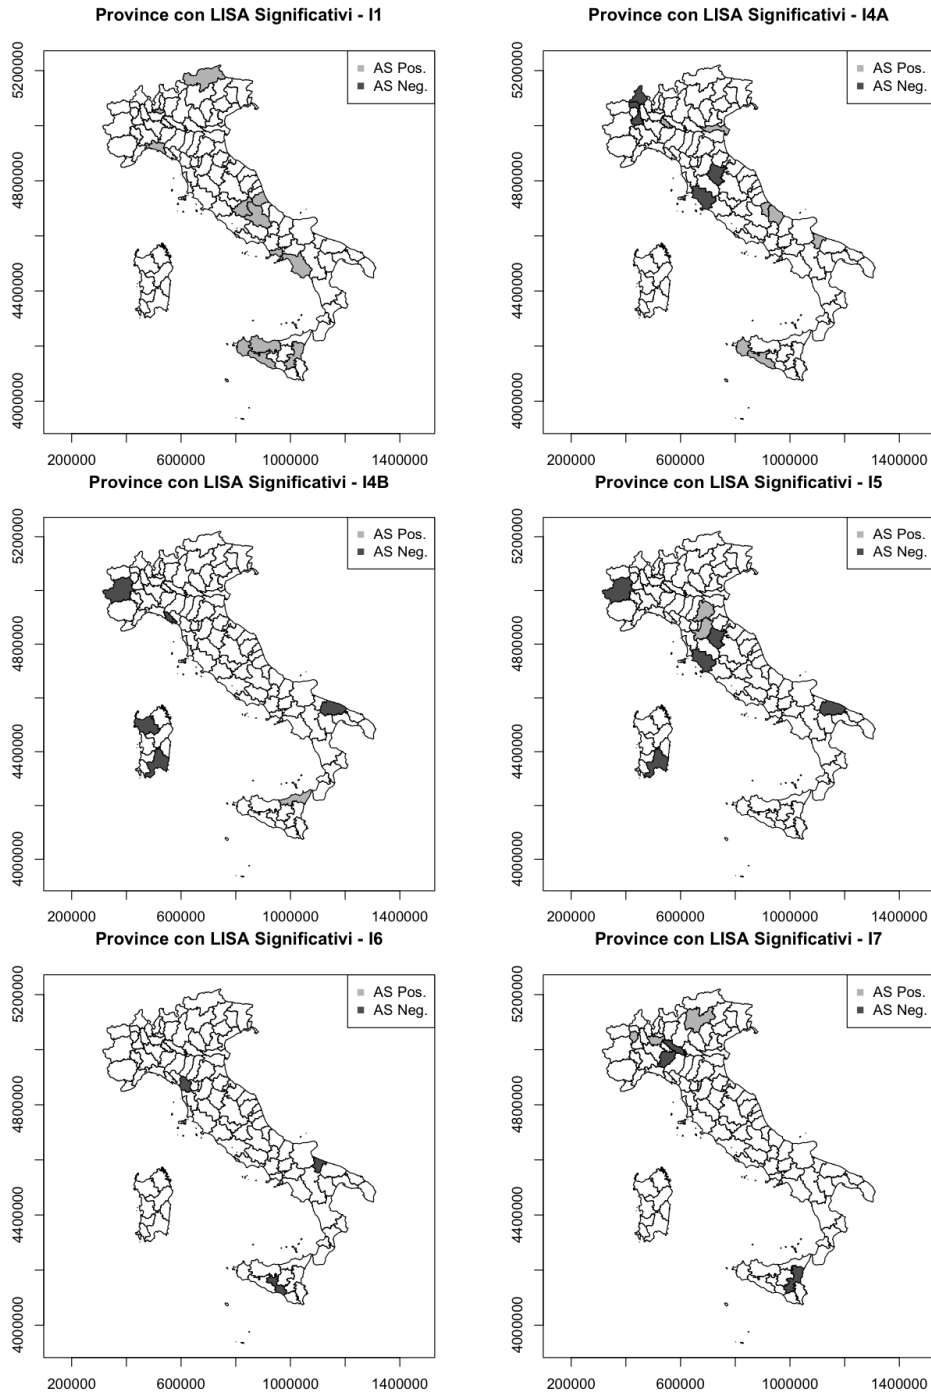 Province con LISA Significativi - I1
AS Pos.
AS Neg.
5200000
4800000
4400000
4000000
200000 600000 1000000 1400000
Province con LISA Significativi - I4A
AS Pos.
AS Neg.
5200000
4800000
4400000
4000000
200000 600000 1000000 1400000
Province con LISA Significativi - I4B
AS Pos.
AS Neg.
5200000
4800000
4400000
4000000
200000 600000 1000000 1400000
Province con LISA Significativi - I5
AS Pos.
AS Neg.
5200000
4800000
4400000
4000000
200000 600000 1000000 1400000
Province con LISA Significativi - I6
AS Pos.
AS Neg.
5200000
4800000
4400000
4000000
200000 600000 1000000 1400000
Province con LISA Significativi - I7
AS Pos.
AS Neg.
5200000
4800000
4400000
4000000
200000 600000 1000000 1400000